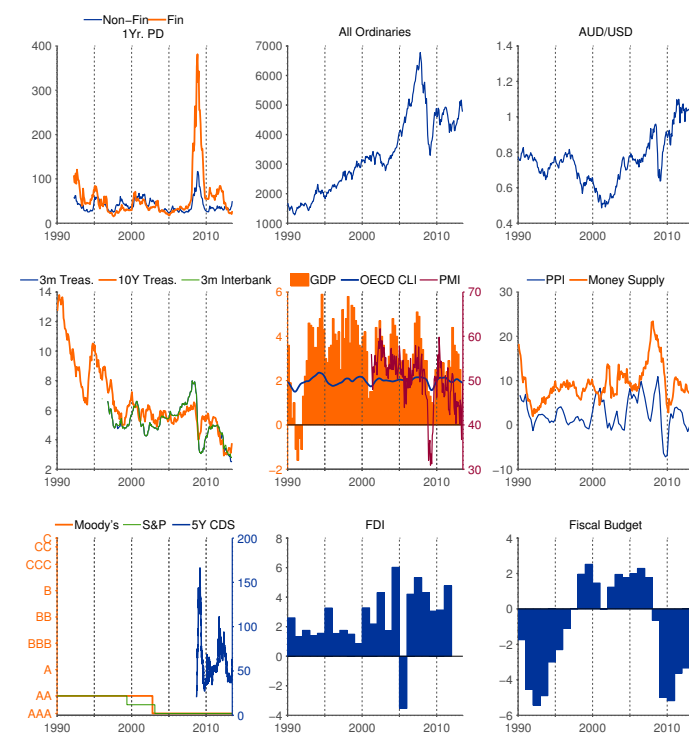 Non−Fin Fin
1Yr. PD
All Ordinaries
AUD/USD
400
300
200
100
0
1990 2000 2010
7000
6000
5000
4000
3000
2000
1000
1990 2000 2010
1.4
1.2
1
0.8
0.6
0.4
1990 2000 2010
3m Treas. 10Y Treas. 3m Interbank
GDP OECD CLI PMI
PPI Money Supply
14
12
10
8
6
4
2
1990 2000 2010
6
4
2
0
−2
70
60
50
40
30
1990 2000 2010
30
20
10
0
−10
1990 2000 2010
Moody's S&P 5Y CDS
FDI
Fiscal Budget
C
CC
CCC
B
BB
BBB
A
AA
AAA
200
150
100
50
0
1990 2000 2010
8
6
4
2
0
−2
−4
1990 2000 2010
4
2
0
−2
−4
−6
1990 2000 2010